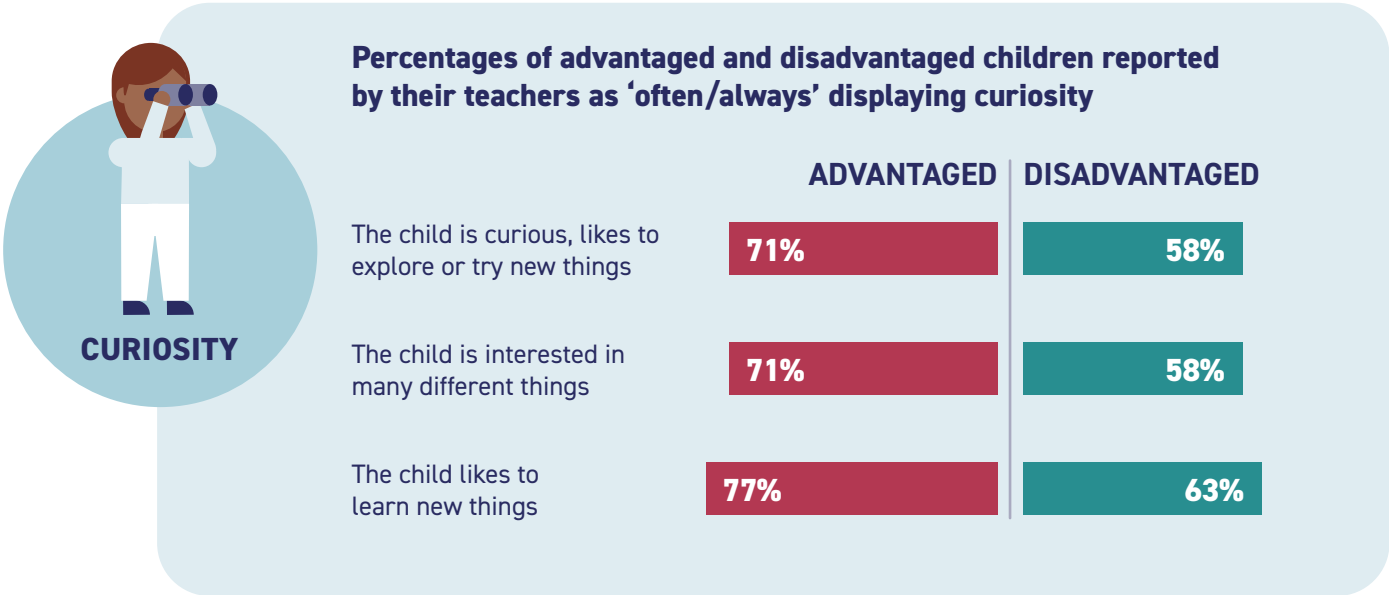 Percentages of advantaged and disadvantaged children reported
by their teachers as ‘often/always’ displaying curiosity
ADVANTAGED
DISADVANTAGED
The child is curious, likes to
explore or try new things
71%
58%
The child is interested in
many different things
71%
58%
The child likes to
learn new things
77%
63%
CURIOSITY